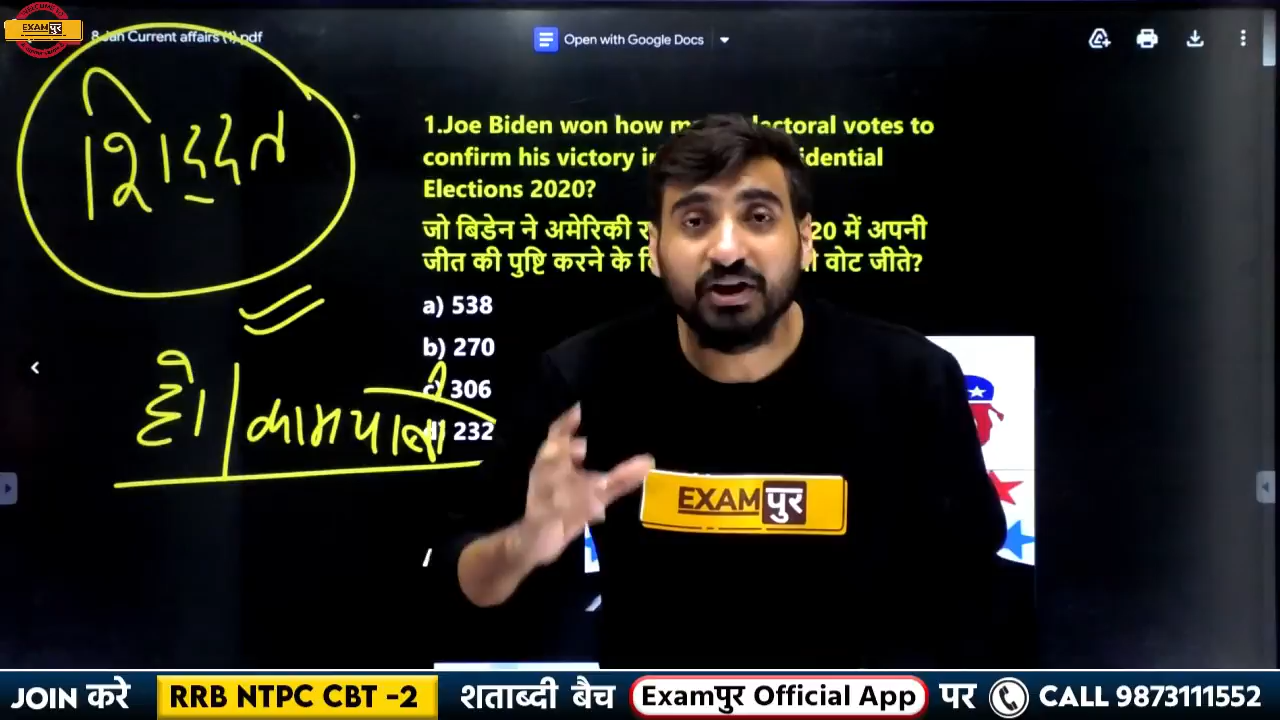 EXAMपुर
8 Jan Current affairs (1).pdf
Open with Google Docs
शिद्दत
1.Joe Biden won how lectoral votes to
confirm his victory idential
Elections 2020?
जो बिडेन ने अमेरिकी 20 में अपनी
जीत की पुष्टि करने के वोट जीते?
a) 538
b) 270
c) 306
d) 232
हो कामयाबी
EXAMपुर
JOIN करे RRB NTPC CBT -2 शताब्दी बैच Examपुर Official App पर CALL 9873111552